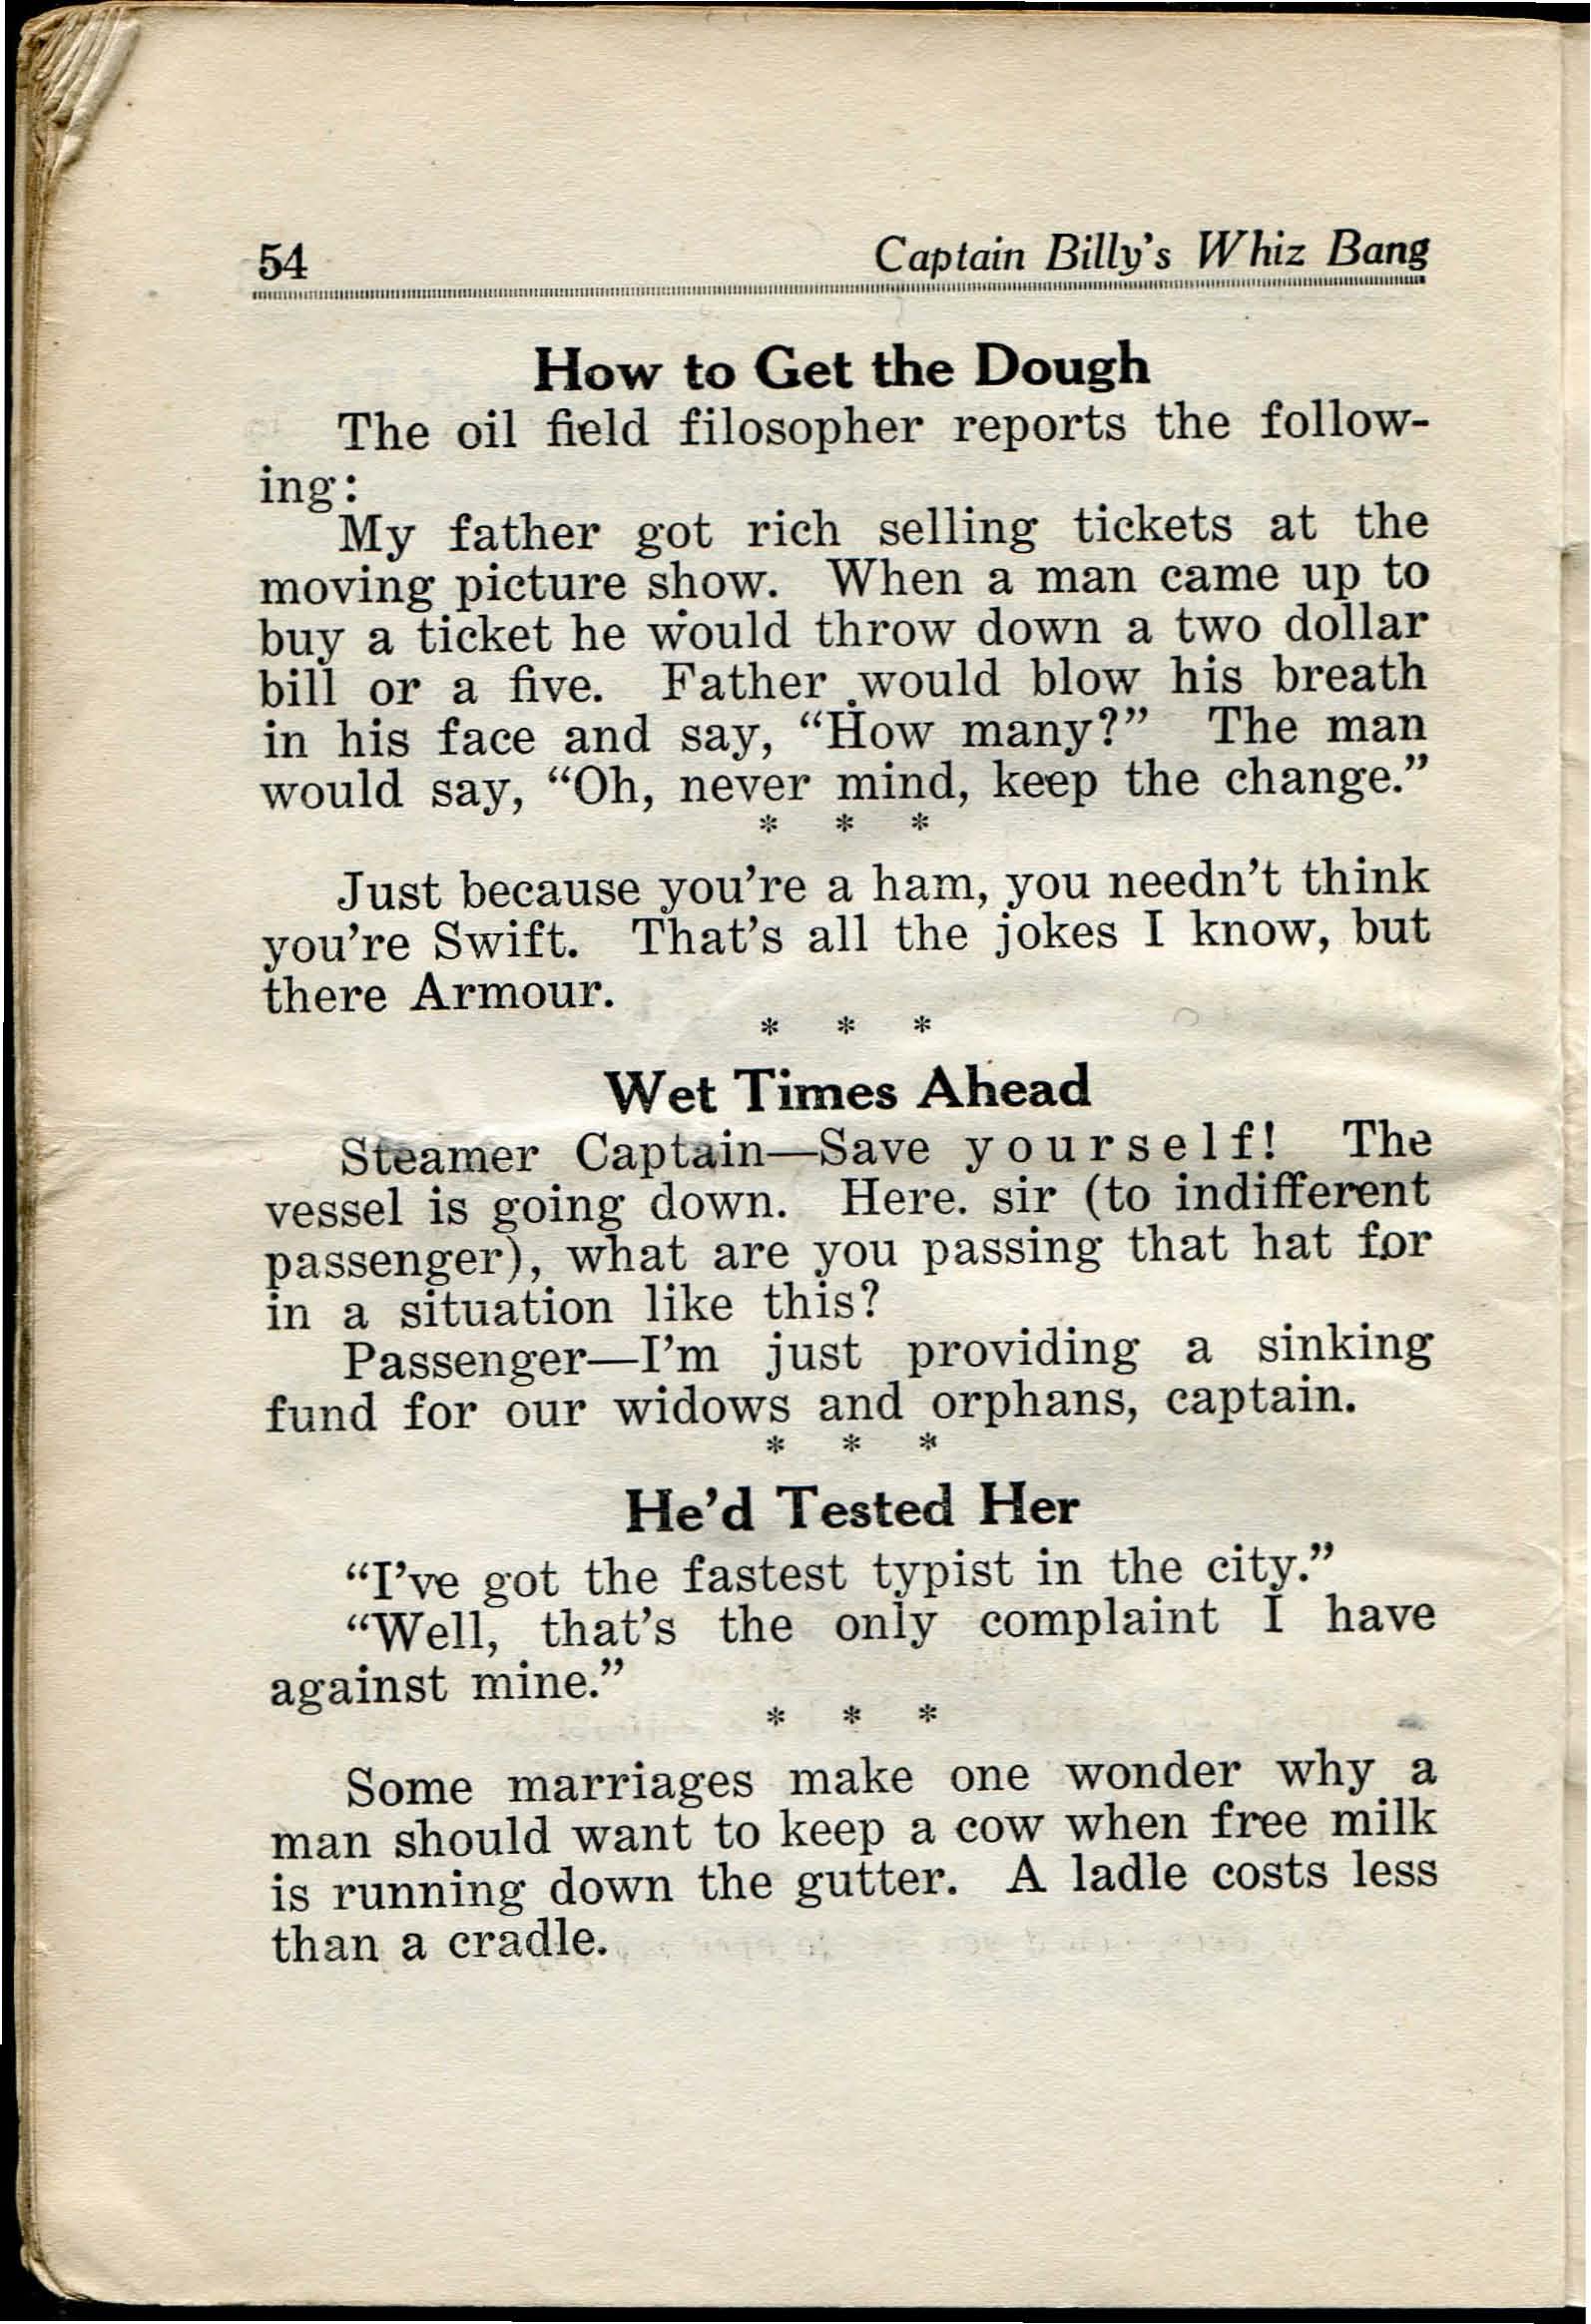 54 Captain Billy's Whiz Bang
How to Get the Dough
The oil field filosopher reports the follow-
ing:
My father got rich selling tickets at the
moving picture show. When a man came up to
buy a ticket he would throw down a two dollar
bill or a five. Father would blow his breath
in his face and say, “How many?” The man
would say, “Oh, never mind, keep the change.”
* * *
Just because you're a ham, you needn't think
you're Swift. That's all the jokes I know, but
there Armour.
* * *
Wet Times Ahead
Steamer Captain—Save yourself! The
vessel is going down. Here. sir (to indifferent
passenger), what are you passing that hat for
in a situation like this?
Passenger—I'm just providing a sinking
fund for our widows and orphans, captain.
* * *
He'd Tested Her
“I've got the fastest typist in the city.”
“Well, that's the only complaint I have
against mine.”
* * *
Some marriages make one wonder why a
man should want to keep a cow when free milk
is running down the gutter. A ladle costs less
than a cradle.